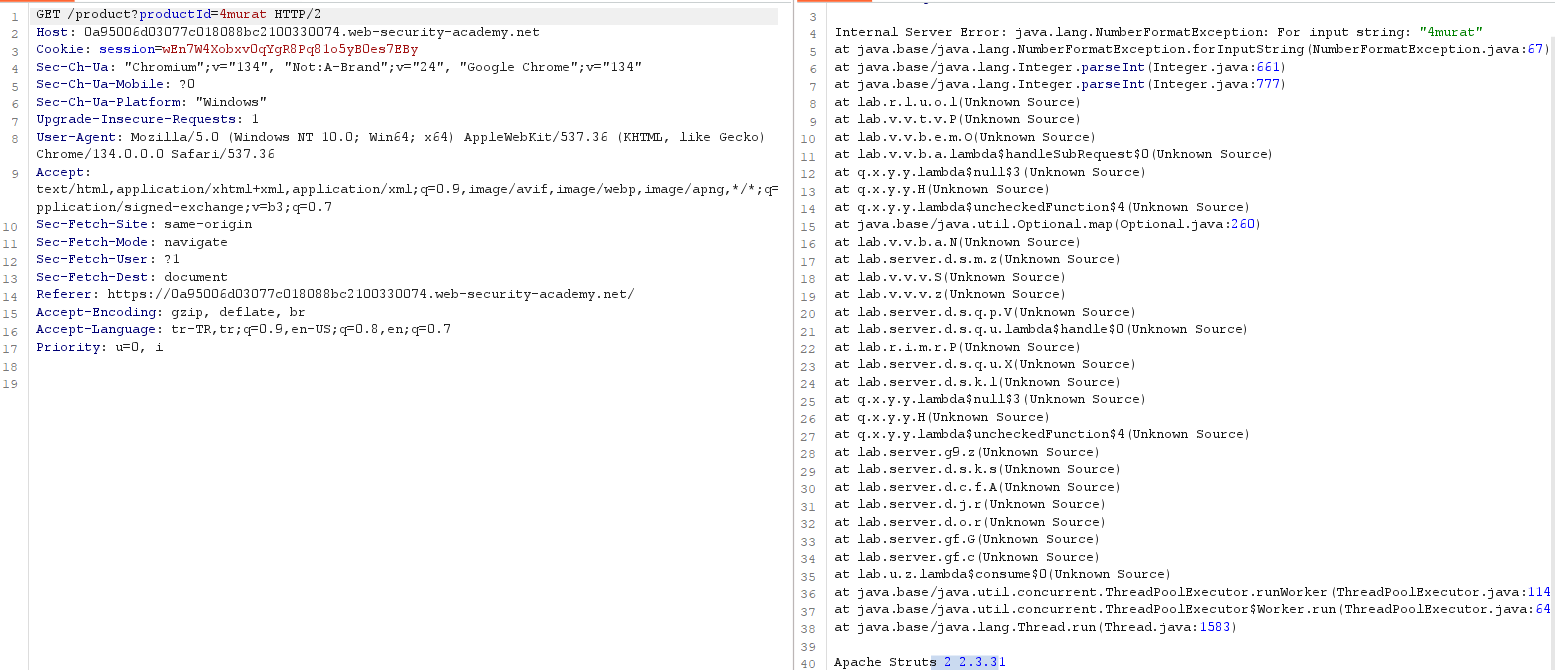 1 GET /product?productId=4murat HTTP/2
2 Host: 0a95006d03077c018088bc2100330074.web-security-academy.net
3 Cookie: session=wEn7W4XobxvOqYgR8Pq81o5yB0es7EBy
4 Sec-Ch-Ua: "Chromium";v="134", "Not:A-Brand";v="24", "Google Chrome";v="134"
5 Sec-Ch-Ua-Mobile: ?0
6 Sec-Ch-Ua-Platform: "Windows"
7 Upgrade-Insecure-Requests: 1
8 User-Agent: Mozilla/5.0 (Windows NT 10.0; Win64; x64) AppleWebKit/537.36 (KHTML, like Gecko)
Chrome/134.0.0.0 Safari/537.36
9 Accept:
text/html,application/xhtml+xml,application/xml;q=0.9,image/avif,image/webp,image/apng,*/*;q=
pplication/signed-exchange;v=b3;q=0.7
10 Sec-Fetch-Site: same-origin
11 Sec-Fetch-Mode: navigate
12 Sec-Fetch-User: ?1
13 Sec-Fetch-Dest: document
14 Referer: https://0a95006d03077c018088bc2100330074.web-security-academy.net/
15 Accept-Encoding: gzip, deflate, br
16 Accept-Language: tr-TR,tr;q=0.9,en-US;q=0.8,en;q=0.7
17 Priority: u=0, i
18
19
3
4 Internal Server Error: java.lang.NumberFormatException: For input string: "4murat"
5 at java.base/java.lang.NumberFormatException.forInputString(NumberFormatException.java:67)
6 at java.base/java.lang.Integer.parseInt(Integer.java:661)
7 at java.base/java.lang.Integer.parseInt(Integer.java:777)
8 at lab.r.l.u.o.l(Unknown Source)
9 at lab.v.v.t.v.P(Unknown Source)
10 at lab.v.v.b.e.m.O(Unknown Source)
11 at lab.v.v.b.a.lambda$handleSubRequest$0(Unknown Source)
12 at q.x.y.y.lambda$null$3(Unknown Source)
13 at q.x.y.y.H(Unknown Source)
14 at q.x.y.y.lambda$uncheckedFunction$4(Unknown Source)
15 at java.base/java.util.Optional.map(Optional.java:260)
16 at lab.v.v.b.a.N(Unknown Source)
17 at lab.server.d.s.m.z(Unknown Source)
18 at lab.v.v.v.S(Unknown Source)
19 at lab.v.v.v.z(Unknown Source)
20 at lab.server.d.s.q.p.V(Unknown Source)
21 at lab.server.d.s.q.u.lambda$handle$0(Unknown Source)
22 at lab.r.i.m.r.P(Unknown Source)
23 at lab.server.d.s.q.u.X(Unknown Source)
24 at lab.server.d.s.k.l(Unknown Source)
25 at q.x.y.y.lambda$null$3(Unknown Source)
26 at q.x.y.y.H(Unknown Source)
27 at q.x.y.y.lambda$uncheckedFunction$4(Unknown Source)
28 at lab.server.g9.z(Unknown Source)
29 at lab.server.d.s.k.s(Unknown Source)
30 at lab.server.d.c.f.A(Unknown Source)
31 at lab.server.d.j.r(Unknown Source)
32 at lab.server.d.o.r(Unknown Source)
33 at lab.server.gf.G(Unknown Source)
34 at lab.server.gf.c(Unknown Source)
35 at lab.u.z.lambda$consume$0(Unknown Source)
36 at java.base/java.util.concurrent.ThreadPoolExecutor.runWorker(ThreadPoolExecutor.java:114
37 at java.base/java.util.concurrent.ThreadPoolExecutor$Worker.run(ThreadPoolExecutor.java:64
38 at java.base/java.lang.Thread.run(Thread.java:1583)
39
40 Apache Struts 2 2.3.31